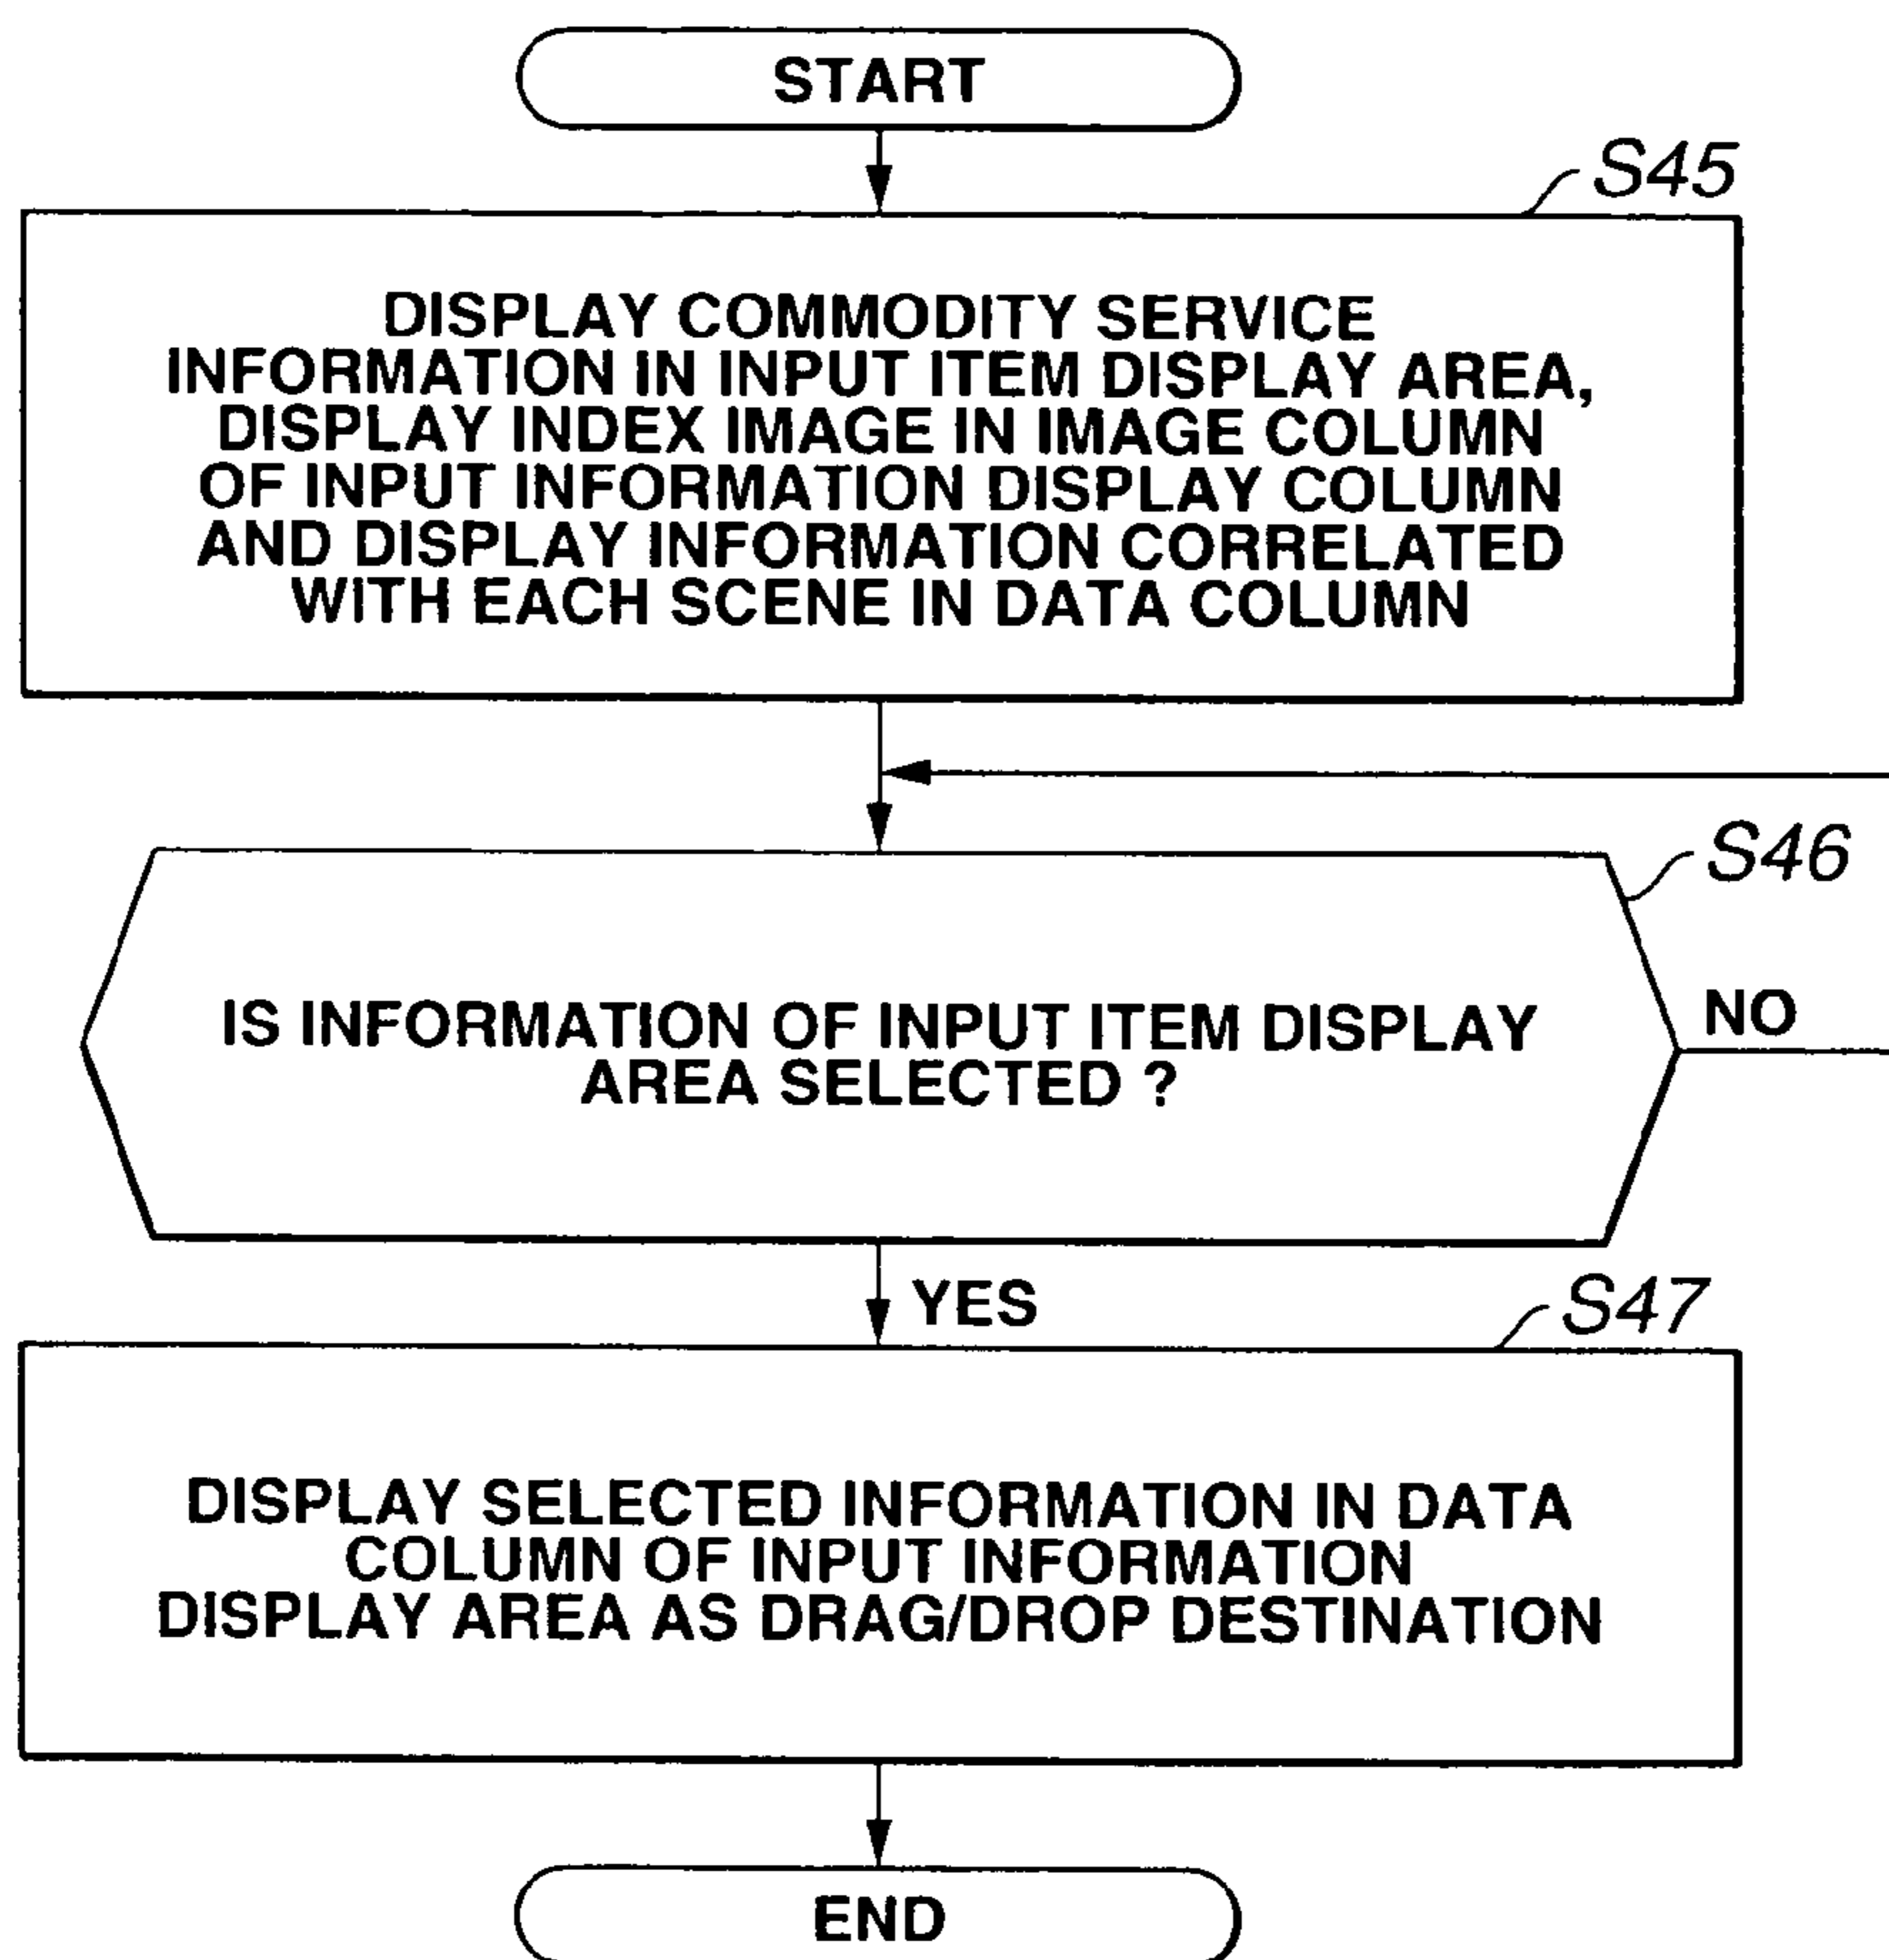 START
S45
DISPLAY COMMODITY SERVICE
INFORMATION IN INPUT ITEM DISPLAY AREA,
DISPLAY INDEX IMAGE IN IMAGE COLUMN
OF INPUT INFORMATION DISPLAY COLUMN
AND DISPLAY INFORMATION CORRELATED
WITH EACH SCENE IN DATA COLUMN
S46
IS INFORMATION OF INPUT ITEM DISPLAY
AREA SELECTED ?
NO
YES
S47
DISPLAY SELECTED INFORMATION IN DATA
COLUMN OF INPUT INFORMATION
DISPLAY AREA AS DRAG/DROP DESTINATION
END